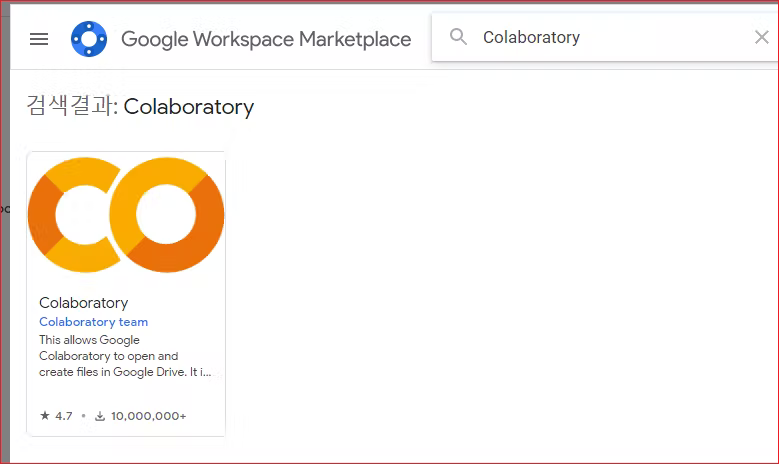 Google Workspace Marketplace
Colaboratory
검색결과: Colaboratory
Colaboratory
Colaboratory team
This allows Google
Colaboratory to open and
create files in Google Drive. It i...
4.7 • 10,000,000+